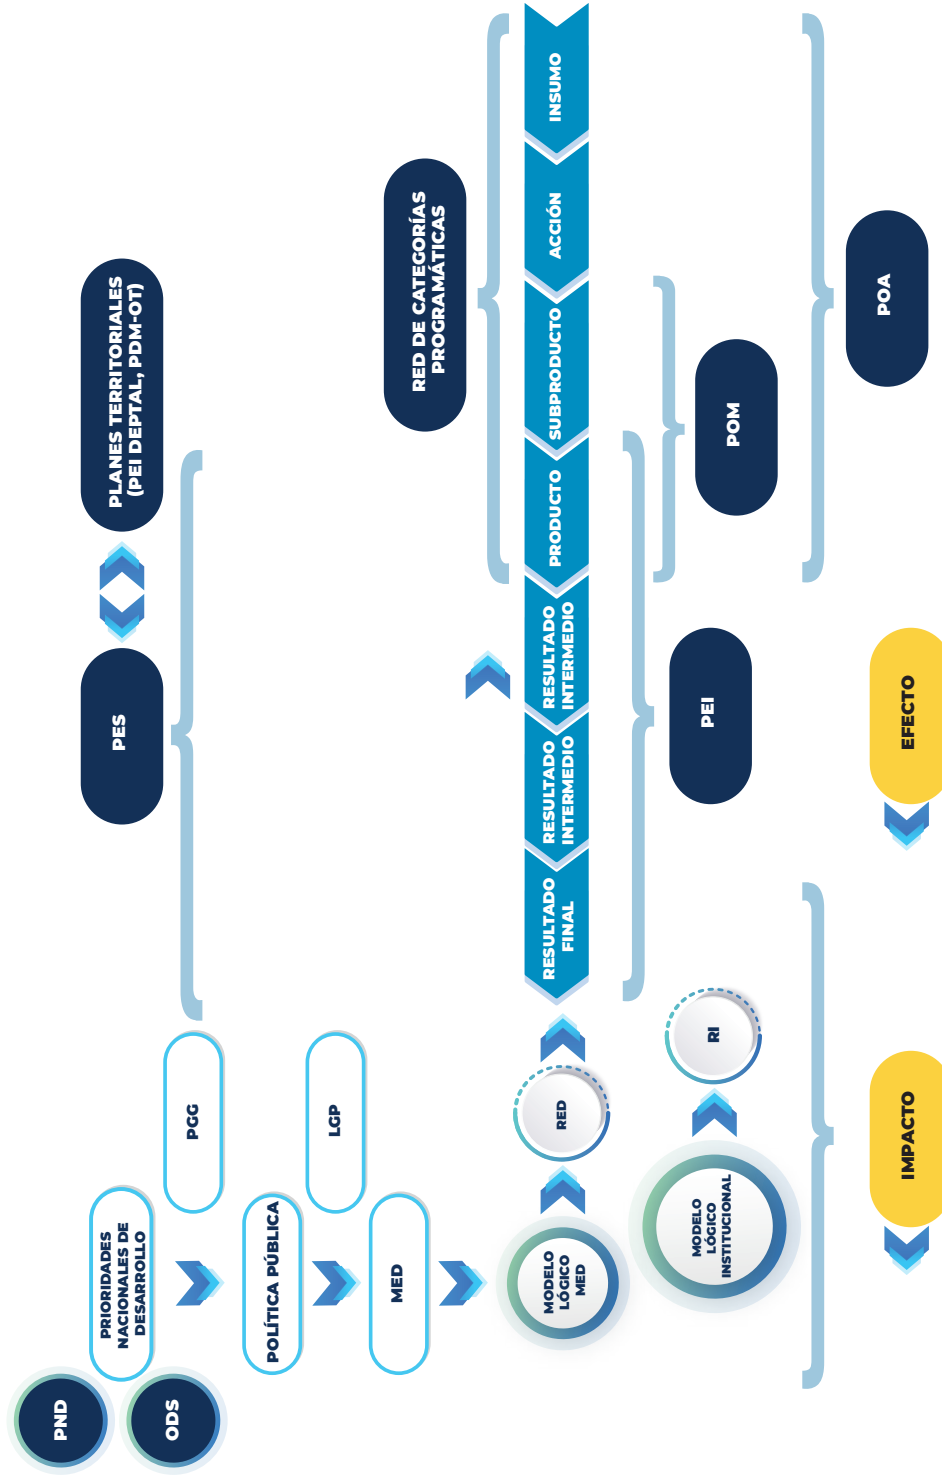 PND
ODS
PRIORIDADES
NACIONALES DE
DESARROLLO
PGG
POLÍTICA PÚBLICA
LGP
MED
PES
PLANES TERRITORIALES
(PEI DEPTAL, PDM-OT)
RED DE CATEGORÍAS
PROGRAMÁTICAS
MODELO
LÓGICO
MED
RED
RESULTADO
FINAL
RESULTADO
INTERMEDIO
RESULTADO
INTERMEDIO
PRODUCTO
SUBPRODUCTO
ACCIÓN
INSUMO
MODELO
LÓGICO
INSTITUCIONAL
RI
PEI
POM
POA
IMPACTO
EFECTO